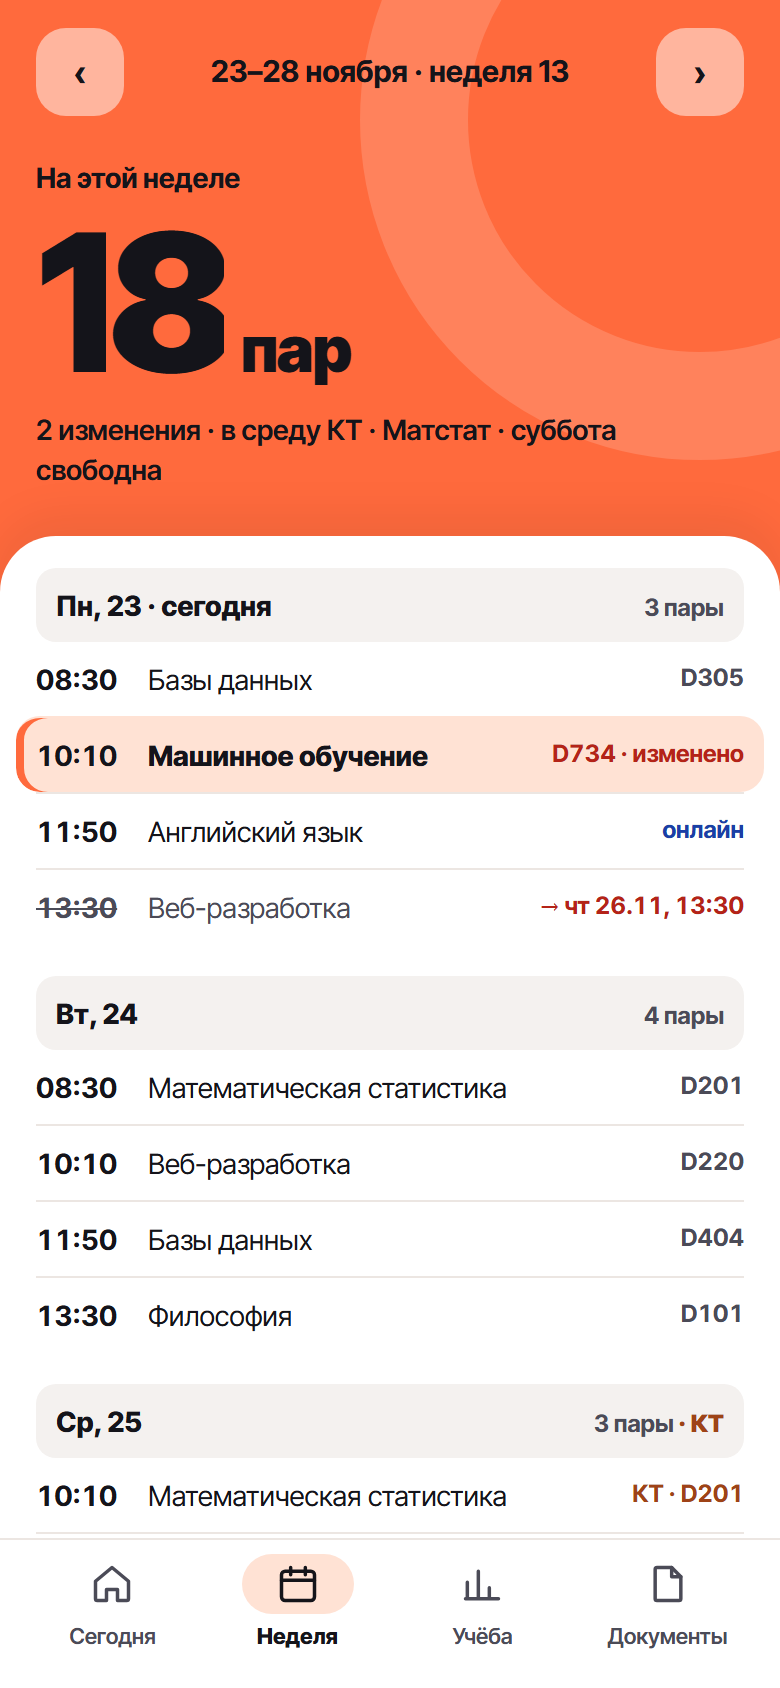 ‹ 23–28 ноября · неделя 13 ›
На этой неделе
18 пар
2 изменения · в среду КТ · Матстат · суббота
свободна
Пн, 23 · сегодня 3 пары
08:30 Базы данных D305
10:10 Машинное обучение D734 · изменено
11:50 Английский язык онлайн
13:30 Веб-разработка → чт 26.11, 13:30
Вт, 24 4 пары
08:30 Математическая статистика D201
10:10 Веб-разработка D220
11:50 Базы данных D404
13:30 Философия D101
Ср, 25 3 пары · КТ
10:10 Математическая статистика КТ · D201
Сегодня Неделя Учёба Документы